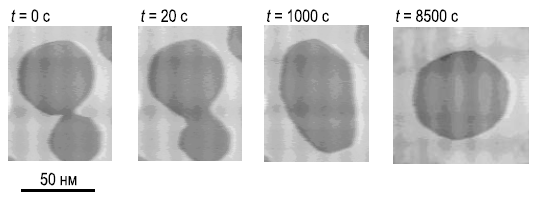 t = 0 с
t = 20 с
t = 1000 с
t = 8500 с
50 нм